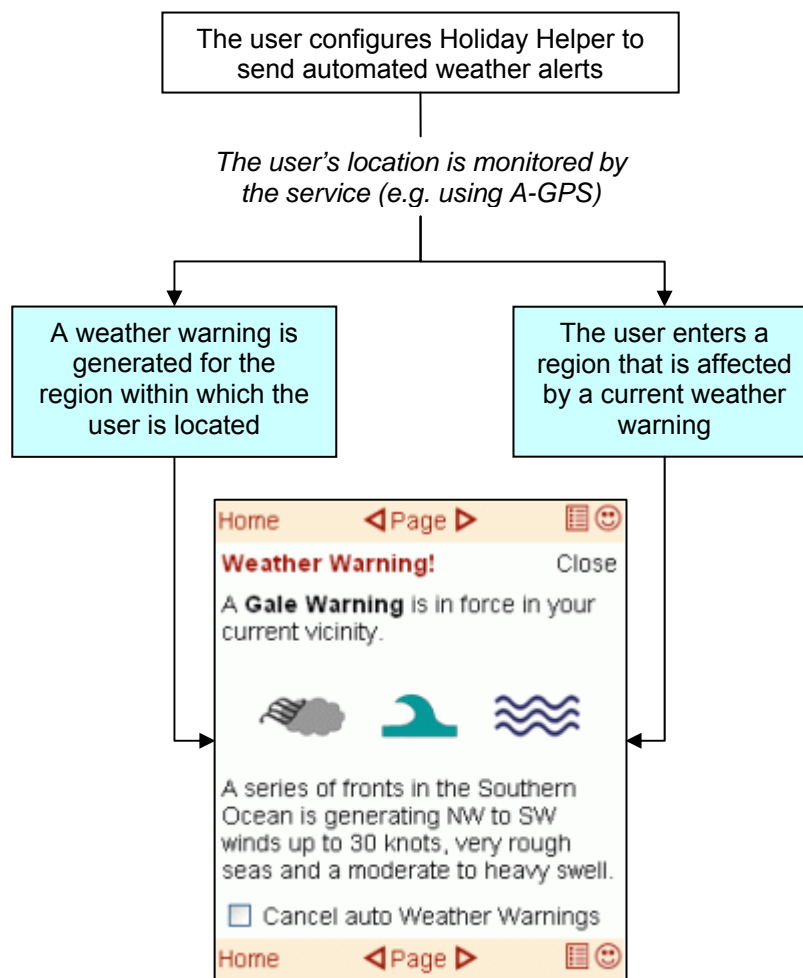 The user configures Holiday Helper to
send automated weather alerts
The user’s location is monitored by
the service (e.g. using A-GPS)
A weather warning is
generated for the
region within which the
user is located
The user enters a
region that is affected
by a current weather
warning
Home Page
Weather Warning! Close
A Gale Warning is in force in your
current vicinity.
A series of fronts in the Southern
Ocean is generating NW to SW
winds up to 30 knots, very rough
seas and a moderate to heavy swell.
Cancel auto Weather Warnings
Home Page